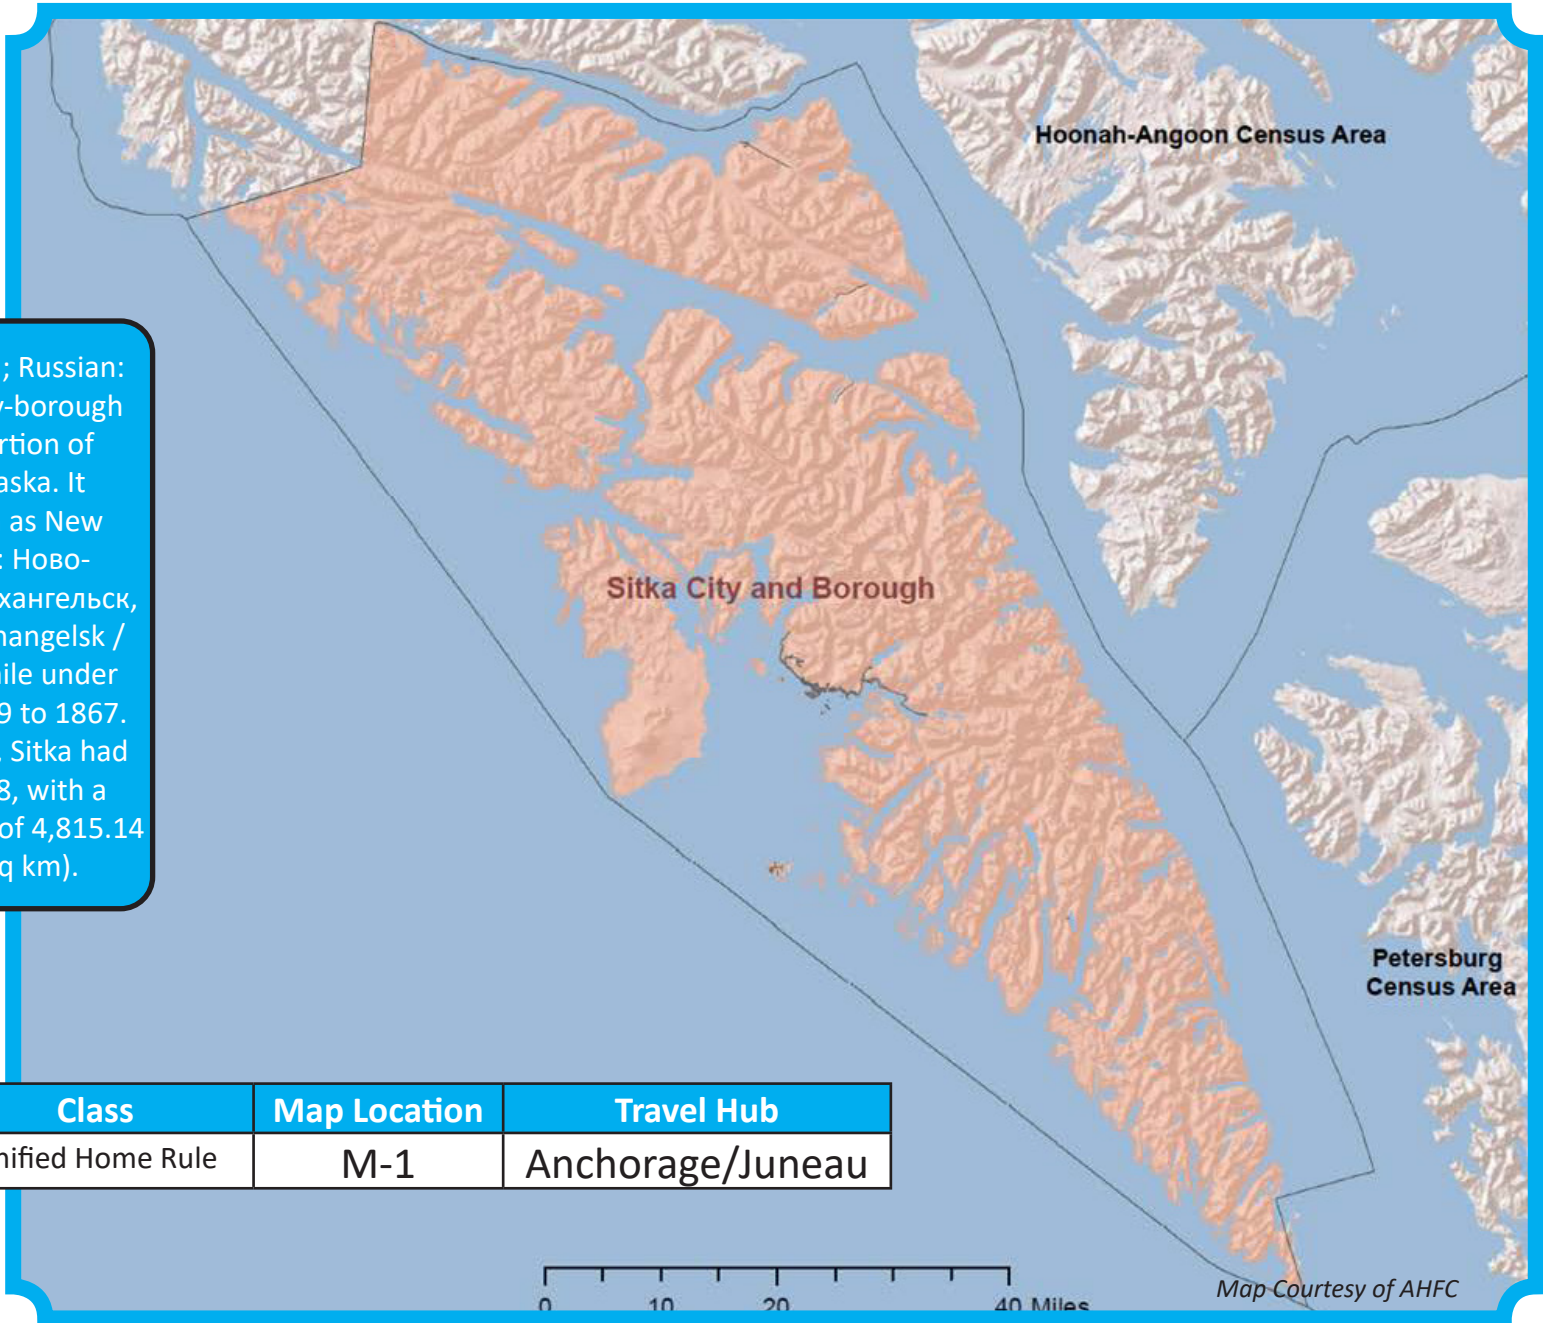 Hoonah-Angoon Census Area
; Russian:
y-borough
rtion of
aska. It
as New
: Ново-
хангельск,
hangelsk /
ile under
9 to 1867.
. Sitka had
8, with a
of 4,815.14
q km).
Sitka City and Borough
Petersburg
Census Area
Class Map Location Travel Hub
nified Home Rule M-1 Anchorage/Juneau
0 10 20 40 Miles
Map Courtesy of AHFC